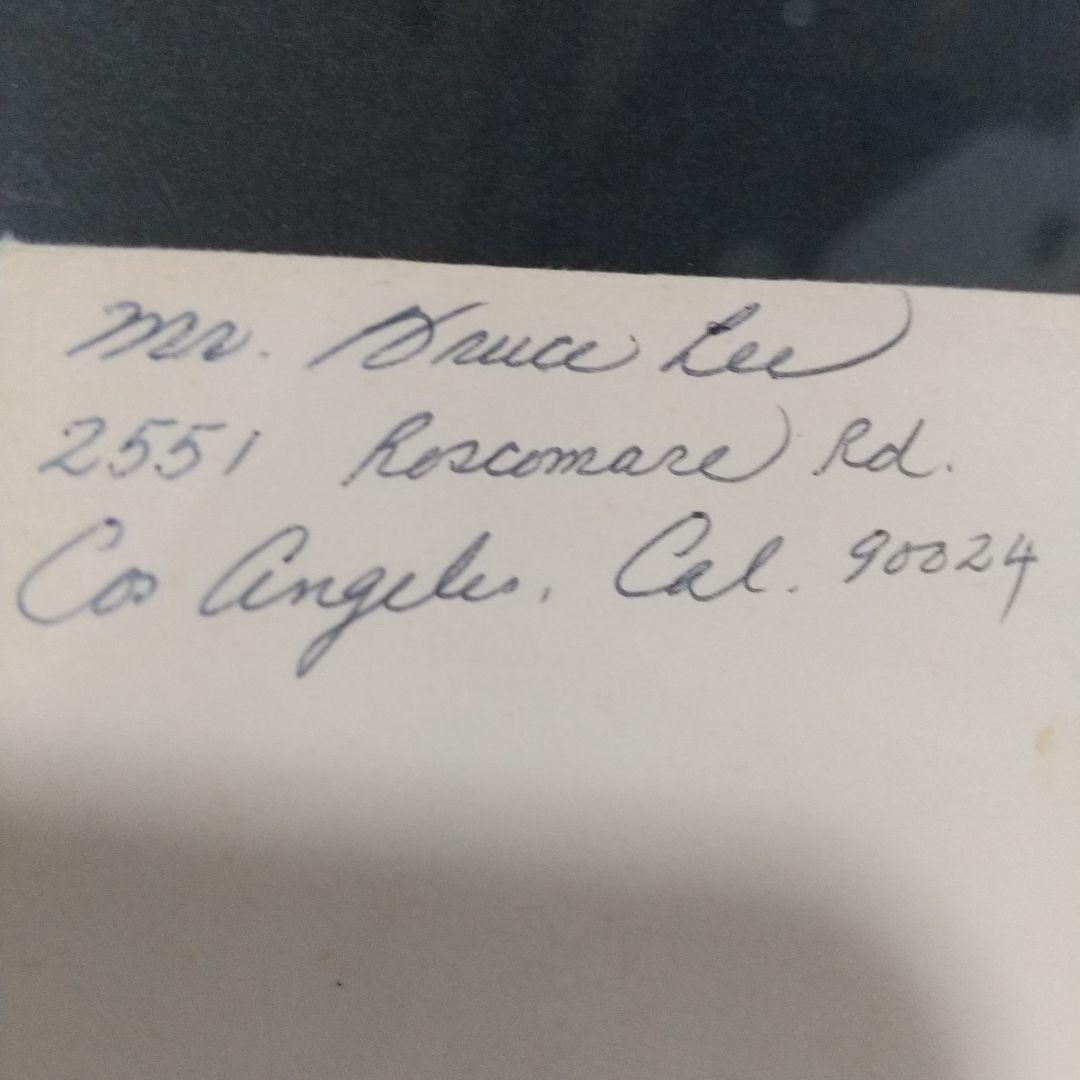 Mr. Bruce Lee
2551 Roscomare Rd.
Los Angeles, Cal. 90024